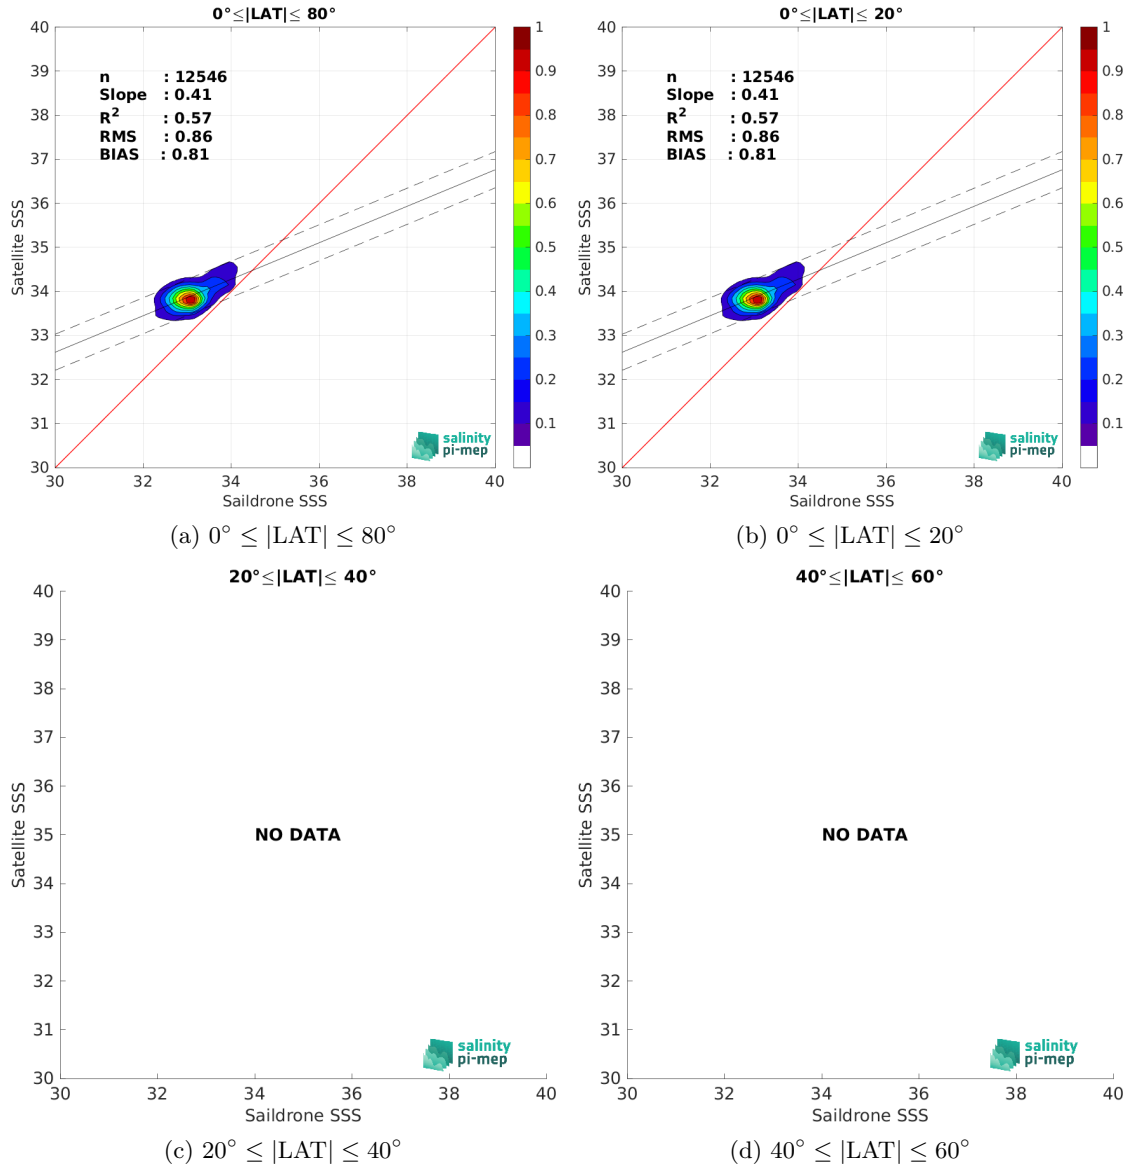 0°≤|LAT|≤ 80°
40
39
38
37
36
35
34
33
32
31
30
Satellite SSS
n : 12546
Slope : 0.41
R² : 0.57
RMS : 0.86
BIAS : 0.81
salinity
pi-mep
30 32 34 36 38 40
Saildrone SSS
1
0.9
0.8
0.7
0.6
0.5
0.4
0.3
0.2
0.1
(a) 0° ≤ |LAT| ≤ 80°
0°≤|LAT|≤ 20°
40
39
38
37
36
35
34
33
32
31
30
Satellite SSS
n : 12546
Slope : 0.41
R² : 0.57
RMS : 0.86
BIAS : 0.81
salinity
pi-mep
30 32 34 36 38 40
Saildrone SSS
1
0.9
0.8
0.7
0.6
0.5
0.4
0.3
0.2
0.1
(b) 0° ≤ |LAT| ≤ 20°
20°≤|LAT|≤ 40°
40
39
38
37
36
35
34
33
32
31
30
Satellite SSS
NO DATA
salinity
pi-mep
30 32 34 36 38 40
Saildrone SSS
(c) 20° ≤ |LAT| ≤ 40°
40°≤|LAT|≤ 60°
40
39
38
37
36
35
34
33
32
31
30
Satellite SSS
NO DATA
salinity
pi-mep
30 32 34 36 38 40
Saildrone SSS
(d) 40° ≤ |LAT| ≤ 60°